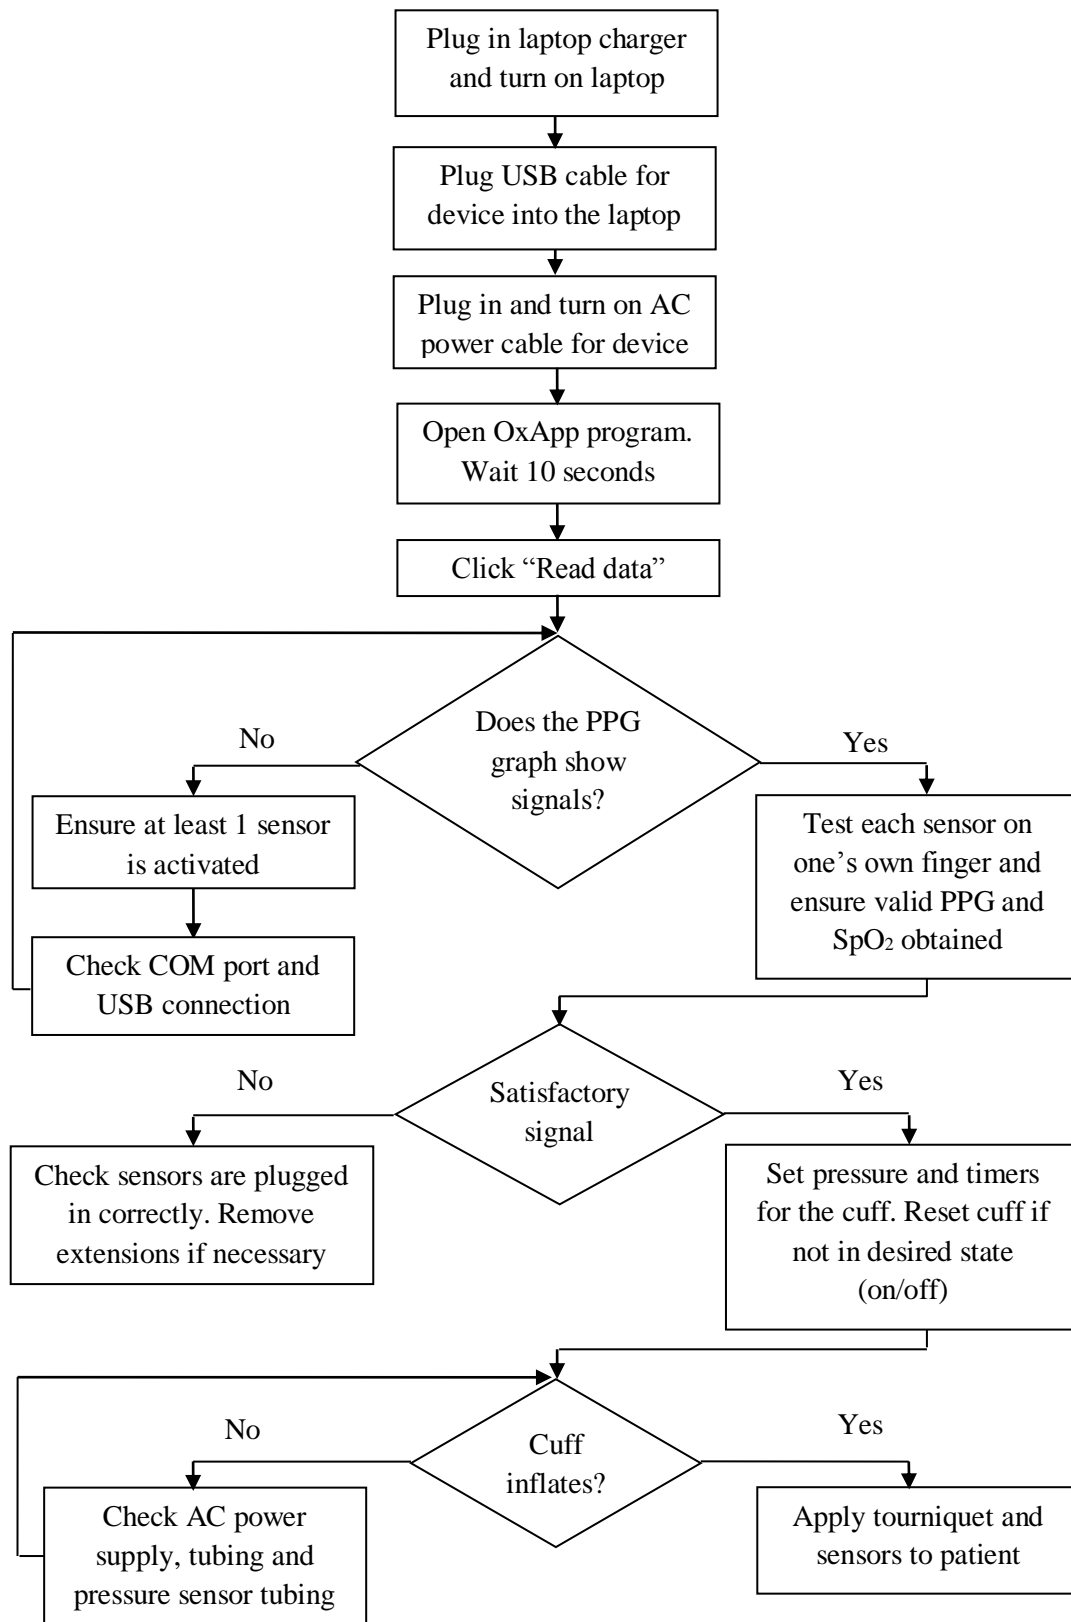 Plug in laptop charger
and turn on laptop
Plug USB cable for
device into the laptop
Plug in and turn on AC
power cable for device
Open OxApp program.
Wait 10 seconds
Click “Read data”
Does the PPG
graph show
signals?
No
Yes
Ensure at least 1 sensor
is activated
Check COM port and
USB connection
Test each sensor on
one’s own finger and
ensure valid PPG and
SpO₂ obtained
Satisfactory
signal
No
Yes
Check sensors are plugged
in correctly. Remove
extensions if necessary
Set pressure and timers
for the cuff. Reset cuff if
not in desired state
(on/off)
Cuff
inflates?
No
Yes
Check AC power
supply, tubing and
pressure sensor tubing
Apply tourniquet and
sensors to patient